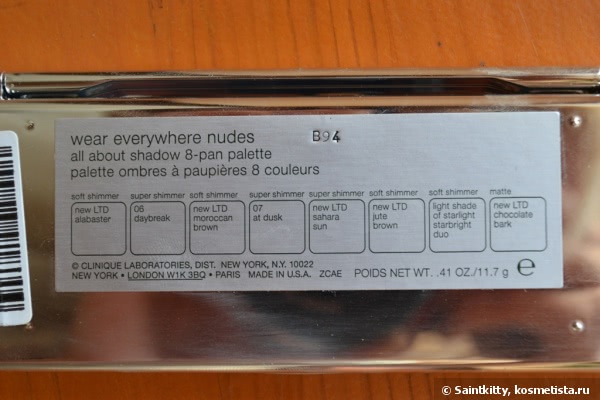 wear everywhere nudes B94
all about shadow 8-pan palette
palette ombres à paupières 8 couleurs
soft shimmer super shimmer soft shimmer super shimmer super shimmer soft shimmer soft shimmer matte
new LTD alabaster
06 daybreak
new LTD moroccan brown
07 at dusk
new LTD sahara sun
new LTD jute brown
light shade of starlight starbright duo
new LTD chocolate bark
© CLINIQUE LABORATORIES, DIST. NEW YORK, N.Y. 10022
NEW YORK • LONDON W1K 3BQ • PARIS MADE IN U.S.A. ZCAE POIDS NET WT. .41 OZ./11.7 g ℮
© Saintkitty, kosmetista.ru